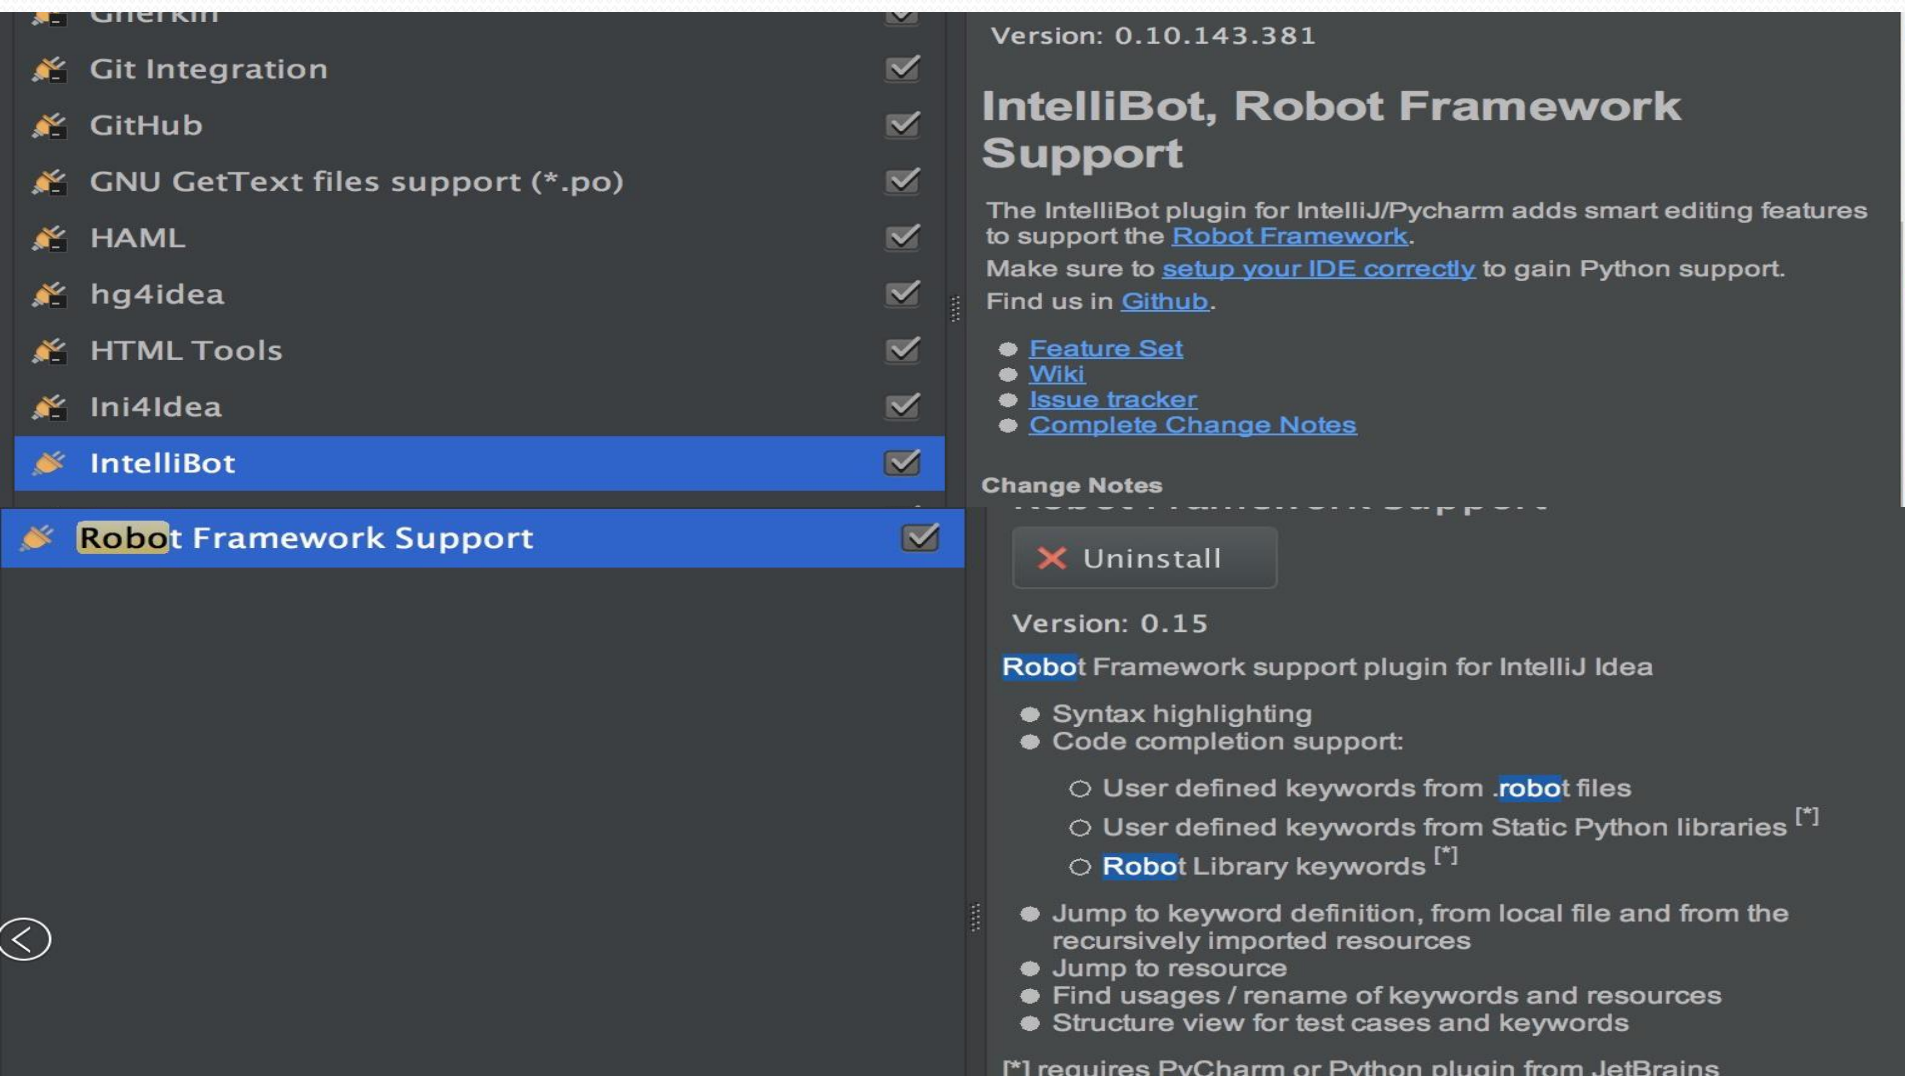 Gherkin
Git Integration
GitHub
GNU GetText files support (*.po)
HAML
hg4idea
HTML Tools
Ini4Idea
IntelliBot
Version: 0.10.143.381
IntelliBot, Robot Framework
Support
The IntelliBot plugin for IntelliJ/Pycharm adds smart editing features
to support the Robot Framework.
Make sure to setup your IDE correctly to gain Python support.
Find us in Github.
Feature Set
Wiki
Issue tracker
Complete Change Notes
Change Notes
Robot Framework Support
Robot Framework Support
Uninstall
Version: 0.15
Robot Framework support plugin for IntelliJ Idea
Syntax highlighting
Code completion support:
User defined keywords from .robot files
User defined keywords from Static Python libraries [*]
Robot Library keywords [*]
Jump to keyword definition, from local file and from the
recursively imported resources
Jump to resource
Find usages / rename of keywords and resources
Structure view for test cases and keywords
[*] requires PyCharm or Python plugin from JetBrains